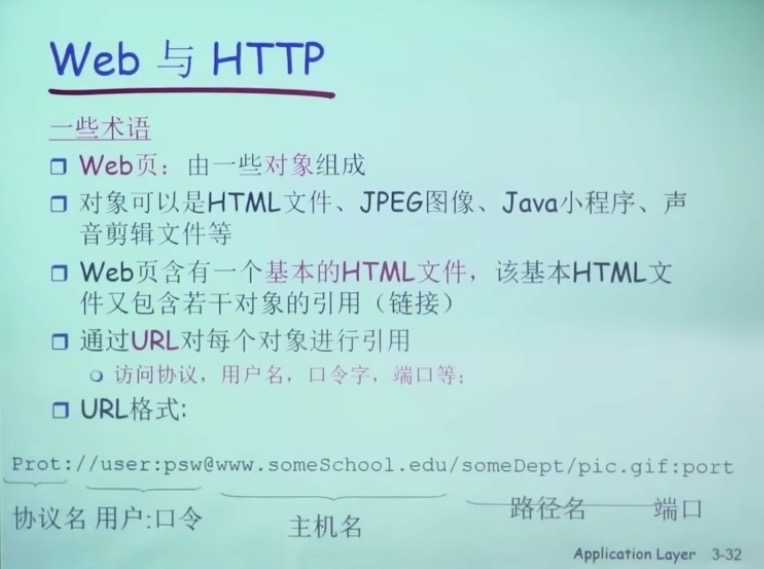 Web 与 HTTP
一些术语
Web页：由一些对象组成
对象可以是HTML文件、JPEG图像、Java小程序、声
音剪辑文件等
Web页含有一个基本的HTML文件，该基本HTML文
件又包含若干对象的引用（链接）
通过URL对每个对象进行引用
访问协议，用户名，口令字，端口等；
URL格式:
Prot://user:psw@www.someSchool.edu/someDept/pic.gif:port
协议名 用户:口令 主机名 路径名 端口
Application Layer 3-32